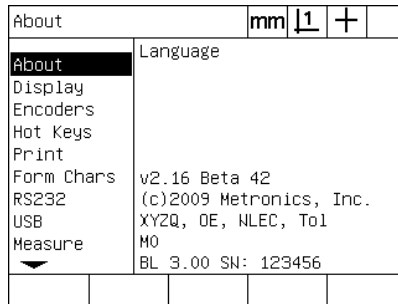 About
mm
1
About
Display
Encoders
Hot Keys
Print
Form Chars
RS232
USB
Measure
Language
v2.16 Beta 42
(c)2009 Metronics, Inc.
XYZQ, OE, NLEC, Tol
M0
BL 3.00 SN: 123456